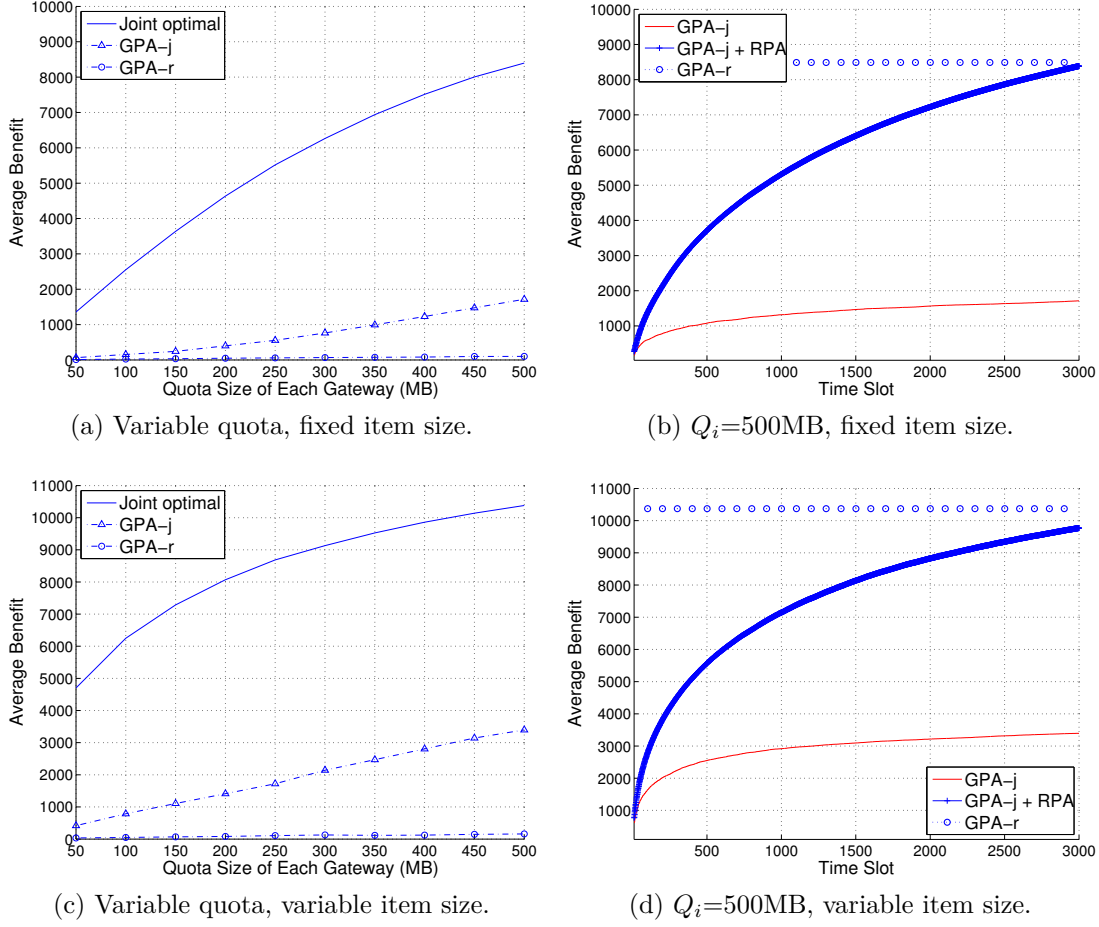 10000
9000
8000
7000
6000
5000
4000
3000
2000
1000
0
Average Benefit
Joint optimal
GPA−j
GPA−r
50 100 150 200 250 300 350 400 450 500
Quota Size of Each Gateway (MB)
(a) Variable quota, fixed item size.
10000
9000
8000
7000
6000
5000
4000
3000
2000
1000
Average Benefit
GPA−j
GPA−j + RPA
GPA−r
500 1000 1500 2000 2500 3000
Time Slot
(b) Qi=500MB, fixed item size.
11000
10000
9000
8000
7000
6000
5000
4000
3000
2000
1000
0
Average Benefit
Joint optimal
GPA−j
GPA−r
50 100 150 200 250 300 350 400 450 500
Quota Size of Each Gateway (MB)
(c) Variable quota, variable item size.
11000
10000
9000
8000
7000
6000
5000
4000
3000
2000
1000
Average Benefit
GPA−j
GPA−j + RPA
GPA−r
500 1000 1500 2000 2500 3000
Time Slot
(d) Qi=500MB, variable item size.